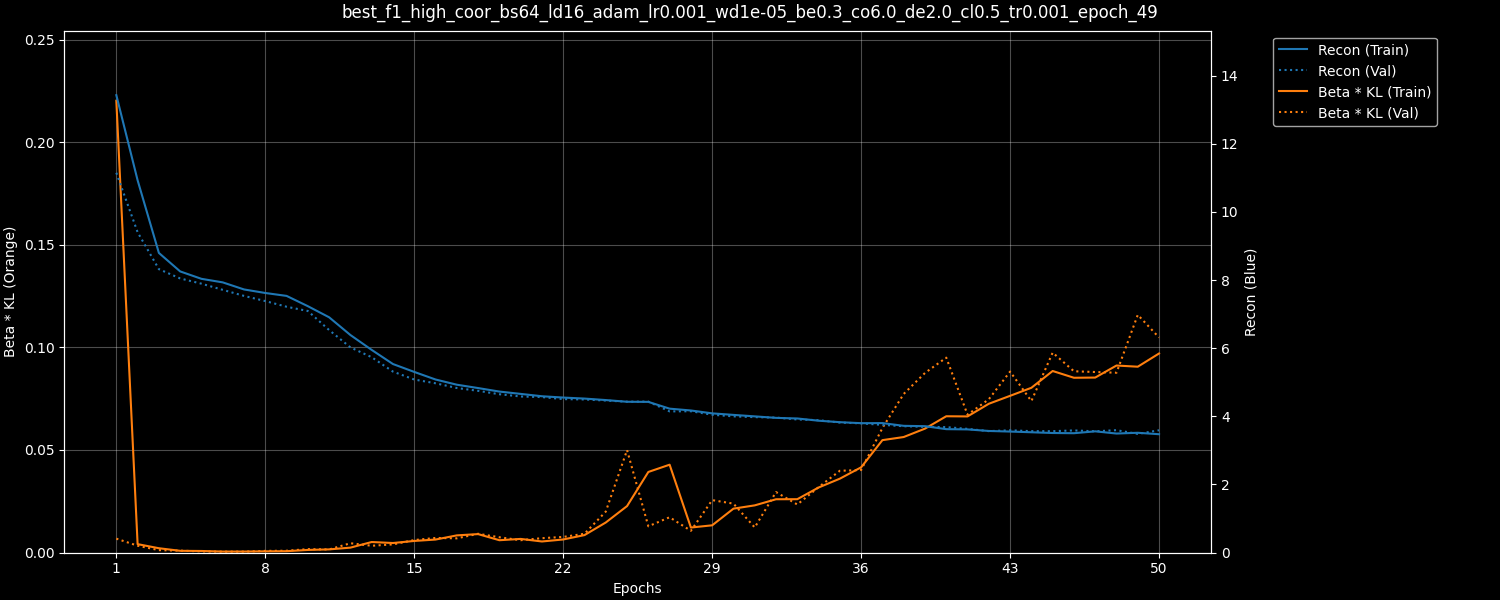 best_f1_high_coor_bs64_ld16_adam_lr0.001_wd1e-05_be0.3_co6.0_de2.0_cl0.5_tr0.001_epoch_49
Recon (Train)
Recon (Val)
Beta * KL (Train)
Beta * KL (Val)
Beta * KL (Orange)
0.25
0.20
0.15
0.10
0.05
0.00
14
12
10
8
6
4
2
0
Recon (Blue)
1 8 15 22 29 36 43 50
Epochs